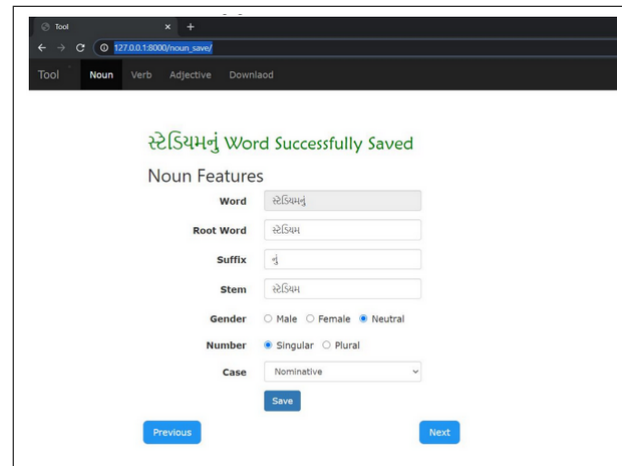 Tool
127.0.0.1:8000/noun_save/
Tool Noun Verb Adjective Downlaod
સ્ટેડિયમનું Word Successfully Saved
Noun Features
Word સ્ટેડિયમનું
Root Word સ્ટેડિયમ
Suffix નું
Stem સ્ટેડિયમ
Gender Male Female Neutral
Number Singular Plural
Case Nominative
Save
Previous Next